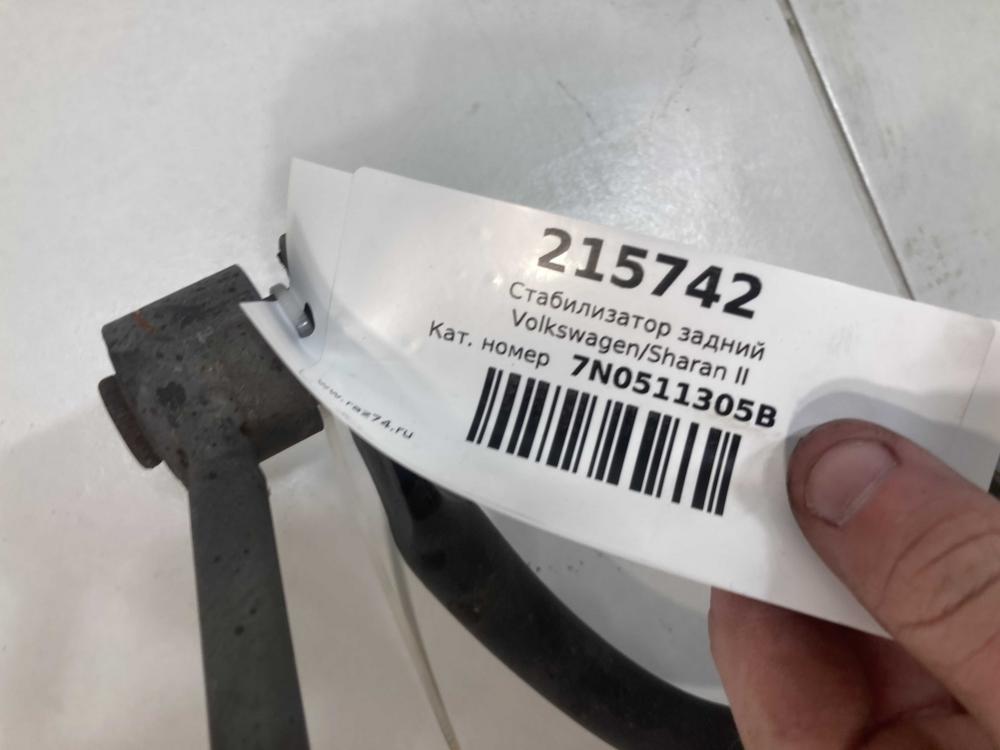 215742
Стабилизатор задний
Volkswagen/Sharan II
Кат. номер 7N0511305B
www.raz74.ru